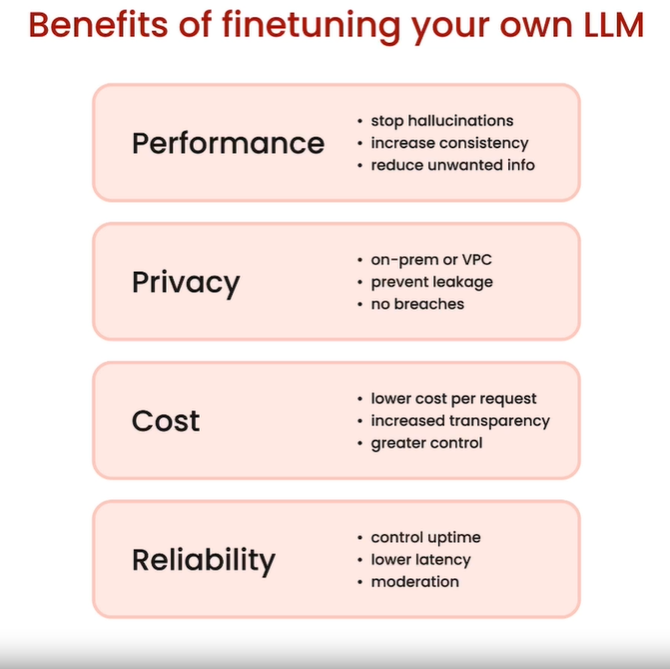 Benefits of finetuning your own LLM
Performance
• stop hallucinations
• increase consistency
• reduce unwanted info
Privacy
• on-prem or VPC
• prevent leakage
• no breaches
Cost
• lower cost per request
• increased transparency
• greater control
Reliability
• control uptime
• lower latency
• moderation